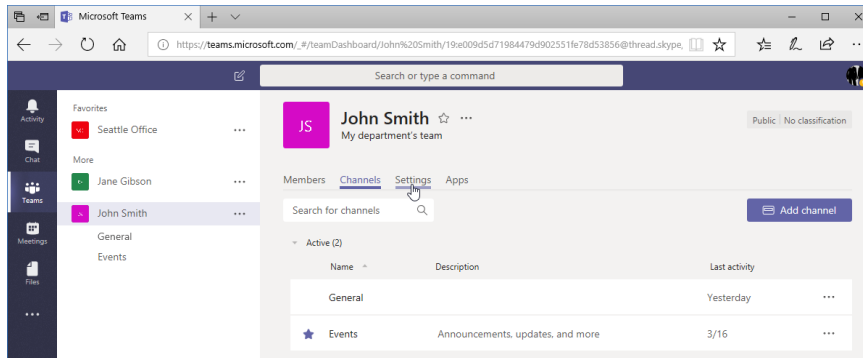 Microsoft Teams
https://teams.microsoft.com/_#/teamDashboard/John%20Smith/19:e009d5d71984479d902551fe78d53856@thread.skype,
Search or type a command
Activity
Chat
Teams
Meetings
Files
Favorites
Seattle Office
More
Jane Gibson
John Smith
General
Events
JS
John Smith
My department's team
Public No classification
Members Channels Settings Apps
Search for channels
Add channel
Active (2)
Name Description Last activity
General Yesterday
Events Announcements, updates, and more 3/16